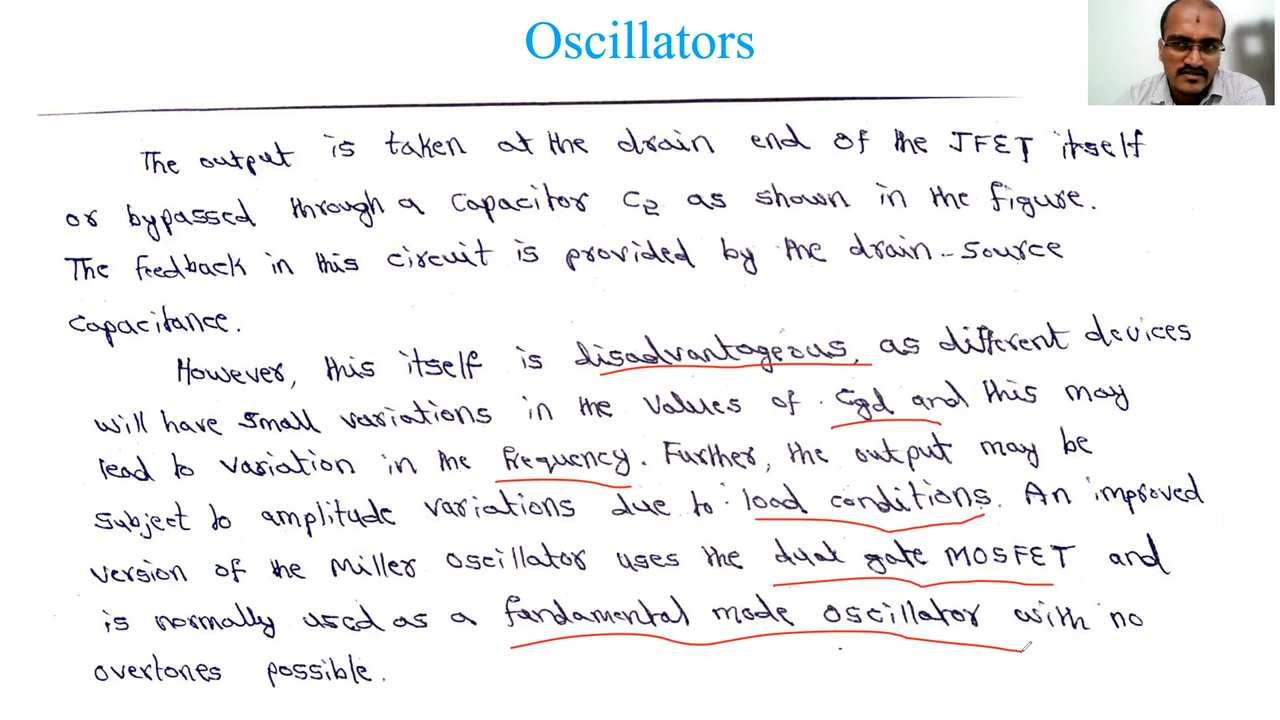 Oscillators
The output is taken at the drain end of the JFET itself
or bypassed through a capacitor C2 as shown in the figure.
The feedback in this circuit is provided by the drain-source
capacitance.
However, this itself is disadvantageous, as different devices
will have small variations in the values of Cgd and this may
lead to variation in the frequency. Further, the output may be
subject to amplitude variations due to load conditions. An improved
version of the Miller oscillator uses the dual gate MOSFET and
is normally used as a fundamental mode oscillator with no
overtones possible.